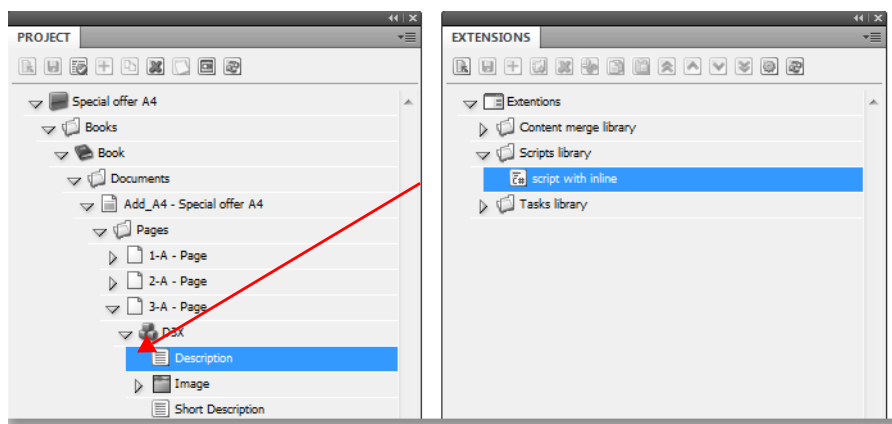 PROJECT
Special offer A4
Books
Book
Documents
Add_A4 - Special offer A4
Pages
1-A - Page
2-A - Page
3-A - Page
D3X
Description
Image
Short Description
EXTENSIONS
Extentions
Content merge library
Scripts library
C#
script with inline
Tasks library